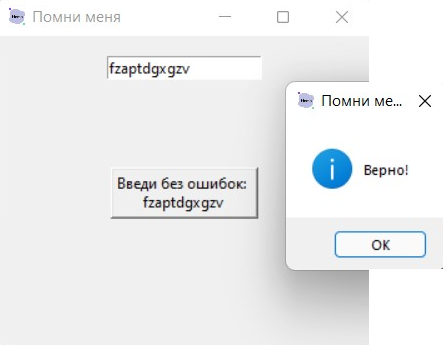 Помни меня
fzaptdgxgzv
Введи без ошибок:
fzaptdgxgzv
Помни ме...
Верно!
OK